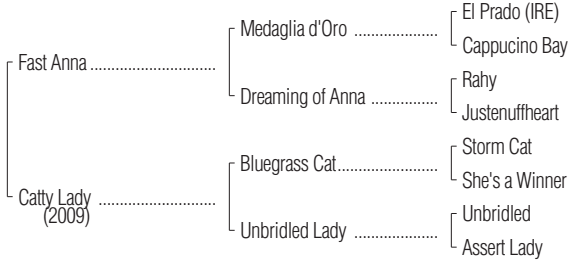 El Prado (IRE)
Medaglia d'Oro ..................
Cappucino Bay
Fast Anna ...........................
Rahy
Dreaming of Anna ..............
Justenuffheart
Storm Cat
Bluegrass Cat......................
She's a Winner
Catty Lady .........................
(2009)
Unbridled
Unbridled Lady ..................
Assert Lady